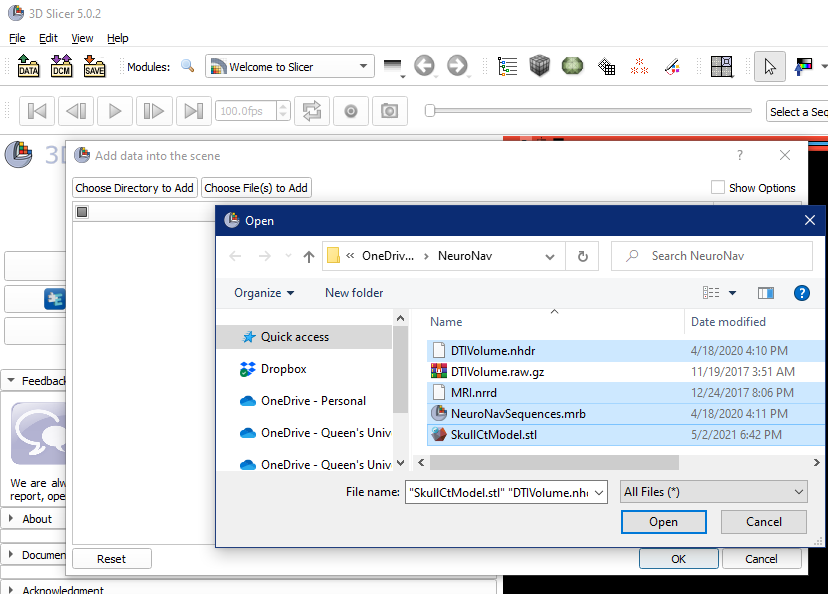 3D Slicer 5.0.2
File Edit View Help
DATA DCM SAVE Modules: Welcome to Slicer
100.0fps Select a Seq
3D
Add data into the scene ?
Choose Directory to Add Choose File(s) to Add Show Options
Open
« OneDriv... › NeuroNav Search NeuroNav
Organize New folder ?
Name Date modified
Quick access
Dropbox
OneDrive - Personal
OneDrive - Queen's Univ
OneDrive - Queen's Univ
DTIVolume.nhdr 4/18/2020 4:10 PM
DTIVolume.raw.gz 11/19/2017 3:51 AM
MRI.nrrd 12/24/2017 8:06 PM
NeuroNavSequences.mrb 4/18/2020 4:11 PM
SkullCtModel.stl 5/2/2021 6:42 PM
File name: "SkullCtModel.stl" "DTIVolume.nhd All Files (*)
Open Cancel
Feedback
We are alw
report, ope
About
Documen
Acknowledgment
Reset OK Cancel